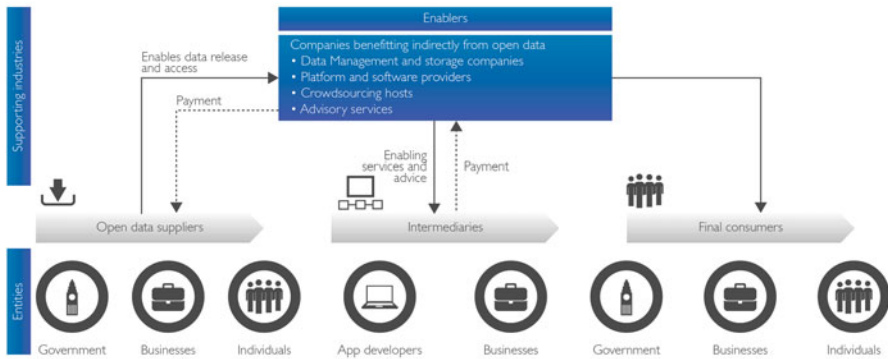 Supporting industries
Enablers
Companies benefitting indirectly from open data
• Data Management and storage companies
• Platform and software providers
• Crowdsourcing hosts
• Advisory services
Enables data release
and access
Payment
Enabling
services and
advice
Payment
Open data suppliers
Intermediaries
Final consumers
Entities
Government
Businesses
Individuals
App developers
Businesses
Government
Businesses
Individuals